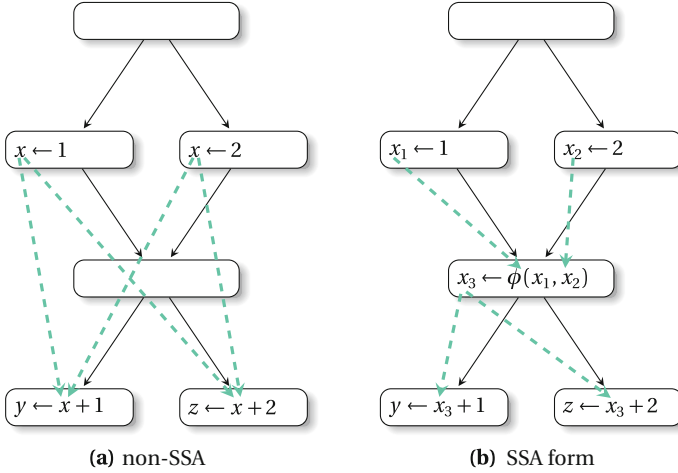 x ← 1
x ← 2
y ← x + 1
z ← x + 2
(a) non-SSA
x₁ ← 1
x₂ ← 2
x₃ ← ϕ(x₁, x₂)
y ← x₃ + 1
z ← x₃ + 2
(b) SSA form